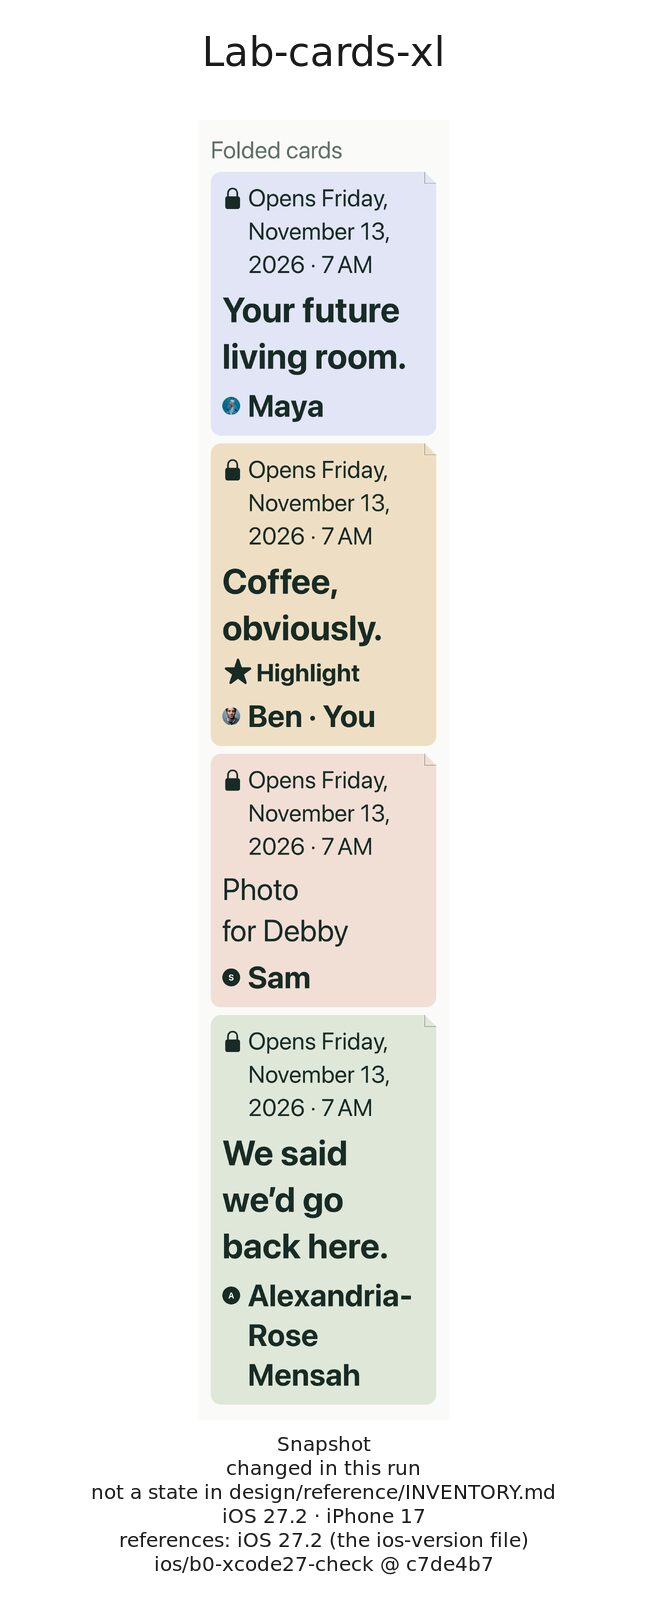 Lab-cards-xl
Folded cards
Opens Friday,
November 13,
2026 · 7 AM
Your future
living room.
Maya
Opens Friday,
November 13,
2026 · 7 AM
Coffee,
obviously.
Highlight
Ben · You
Opens Friday,
November 13,
2026 · 7 AM
Photo
for Debby
S
Sam
Opens Friday,
November 13,
2026 · 7 AM
We said
we’d go
back here.
A
Alexandria-
Rose
Mensah
Snapshot
changed in this run
not a state in design/reference/INVENTORY.md
iOS 27.2 · iPhone 17
references: iOS 27.2 (the ios-version file)
ios/b0-xcode27-check @ c7de4b7